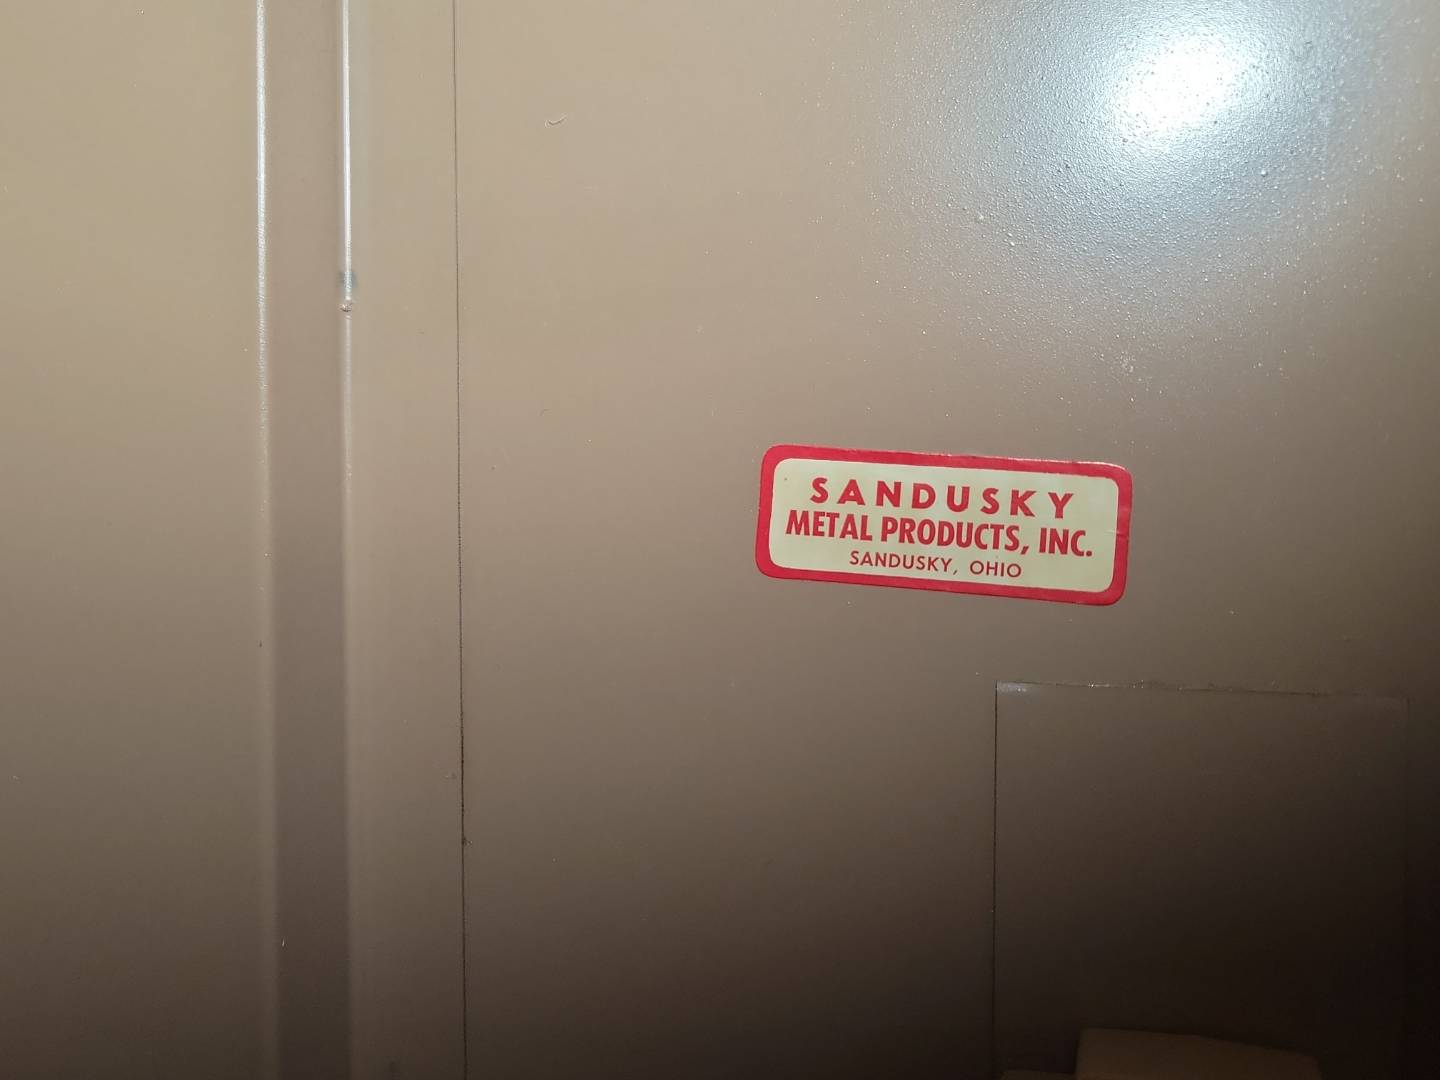 SANDUSKY
METAL PRODUCTS, INC.
SANDUSKY, OHIO